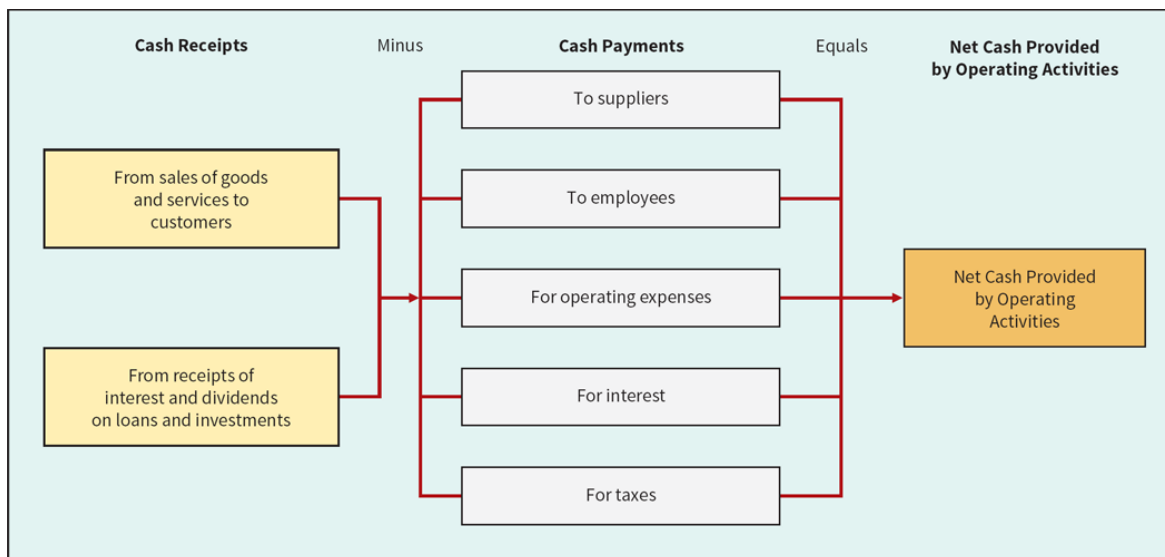 Cash Receipts
Minus
Cash Payments
Equals
Net Cash Provided
by Operating Activities
From sales of goods
and services to
customers
From receipts of
interest and dividends
on loans and investments
To suppliers
To employees
For operating expenses
For interest
For taxes
Net Cash Provided
by Operating
Activities